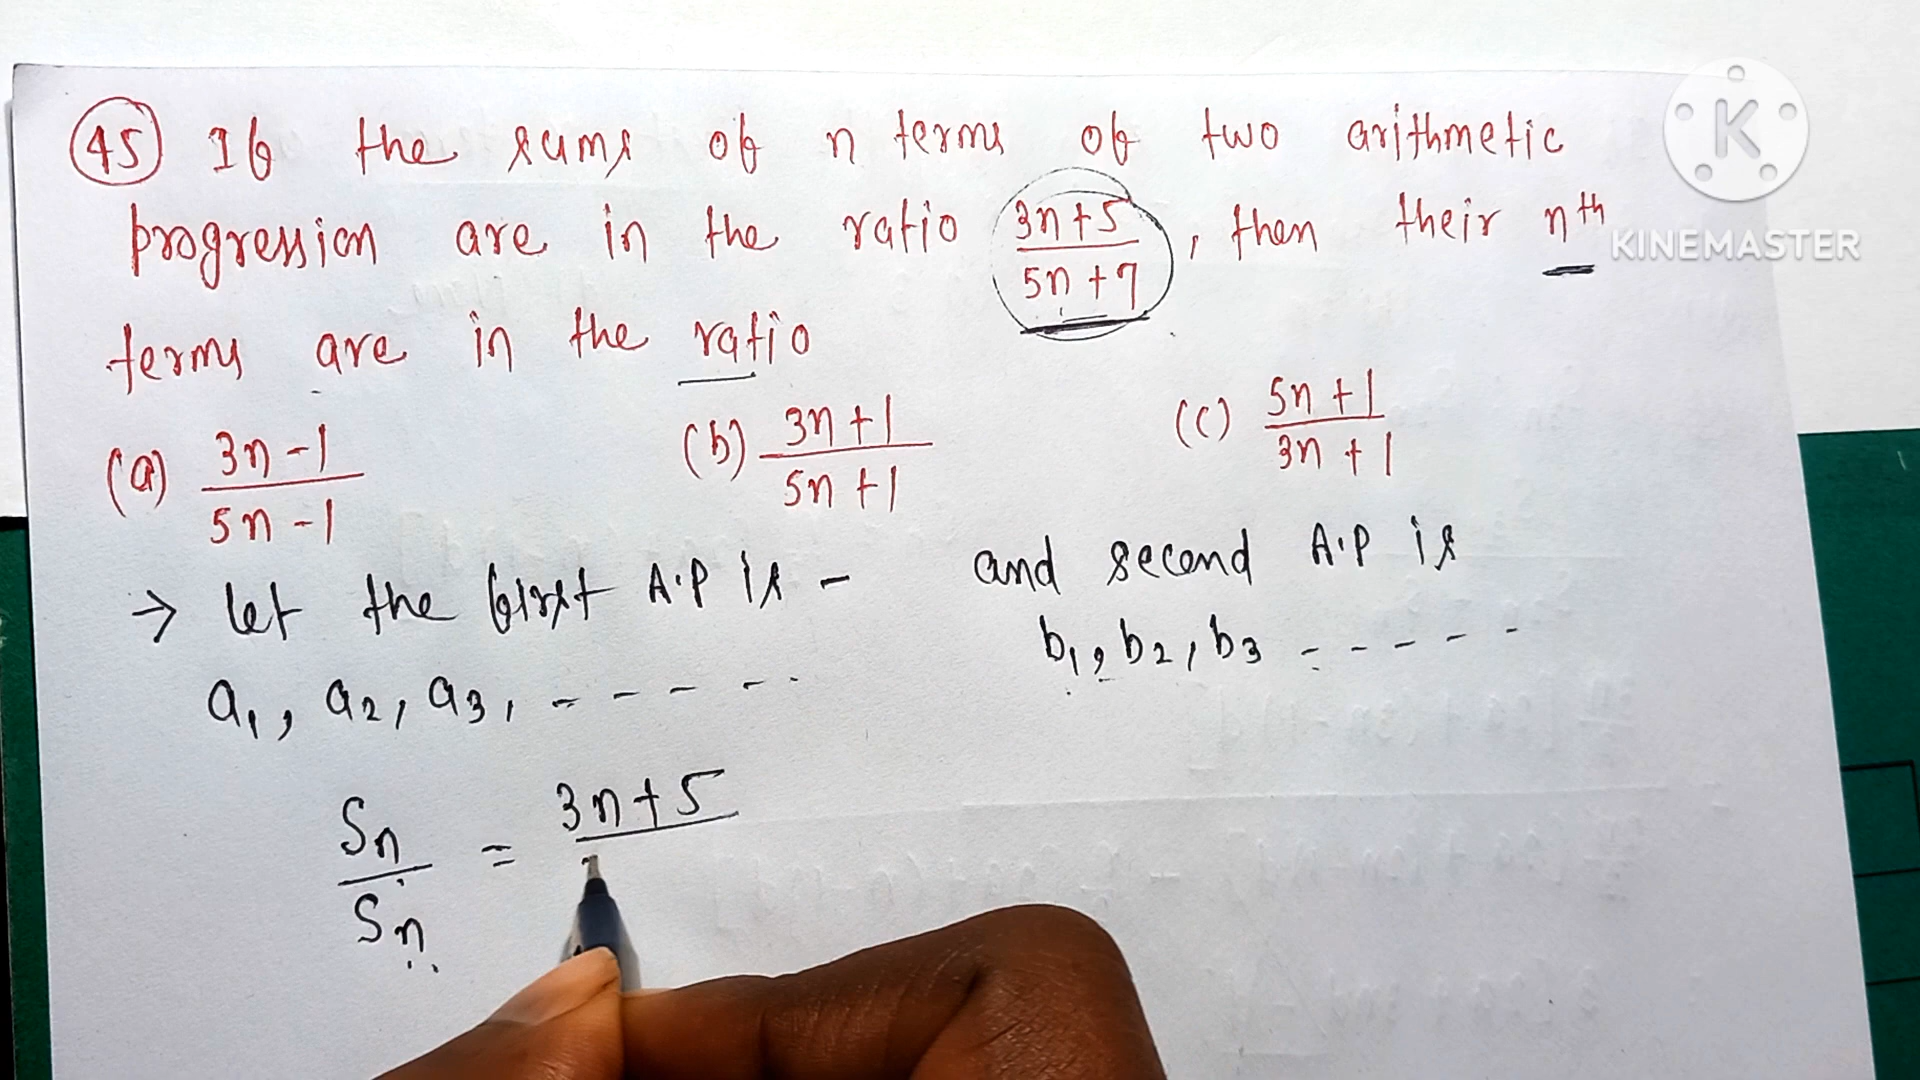 45 If the sums of n terms of two arithmetic
progression are in the ratio (3n+5)/(5n+7), then their nth
terms are in the ratio
(a) (3n-1)/(5n-1) (b) (3n+1)/(5n+1) (c) (5n+1)/(3n+1)
→ Let the first A.P is - and second A.P is
a1, a2, a3, ----- b1, b2, b3 -----
Sn/Sn = 3n+5
K
KINEMASTER